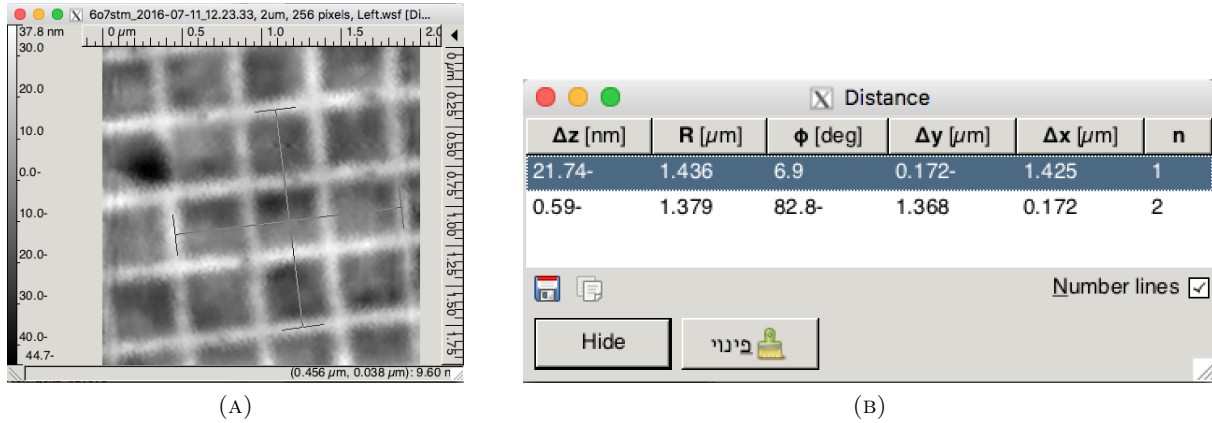 6o7stm_2016-07-11_12.23.33, 2um, 256 pixels, Left.wsf [Di...
37.8 nm
30.0
20.0
10.0
0.0-
10.0-
20.0-
30.0-
40.0-
44.7-
0 μm 0.5 1.0 1.5 2.0
0 μm 0.25 0.50 0.75 1.00 1.25 1.50 1.75
(0.456 μm, 0.038 μm): 9.60 n
(A)
Distance
Δz [nm] R [μm] ϕ [deg] Δy [μm] Δx [μm] n
21.74- 1.436 6.9 0.172- 1.425 1
0.59- 1.379 82.8- 1.368 0.172 2
Number lines
Hide פינוי
(B)